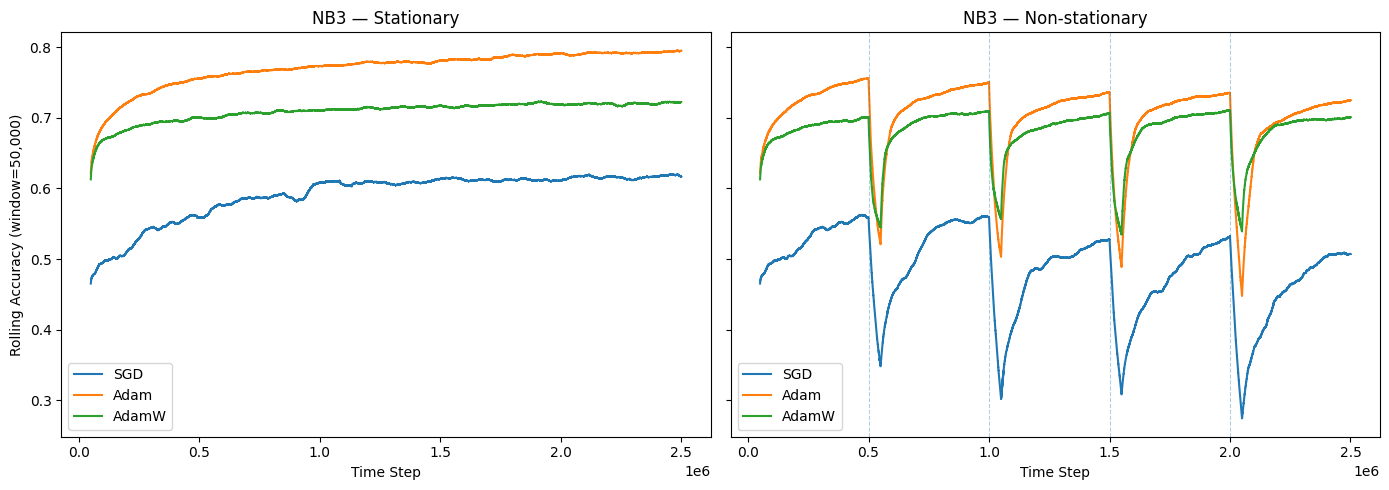 NB3 — Stationary
Rolling Accuracy (window=50,000)
0.8
0.7
0.6
0.5
0.4
0.3
SGD
Adam
AdamW
0.0 0.5 1.0 1.5 2.0 2.5
1e6
Time Step
NB3 — Non-stationary
SGD
Adam
AdamW
0.0 0.5 1.0 1.5 2.0 2.5
1e6
Time Step